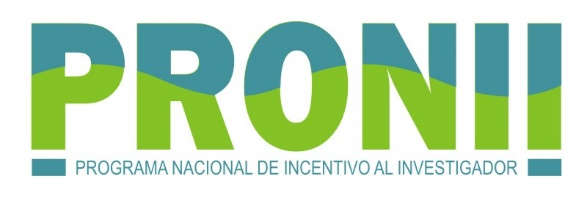 PRONII
PROGRAMA NACIONAL DE INCENTIVO AL INVESTIGADOR